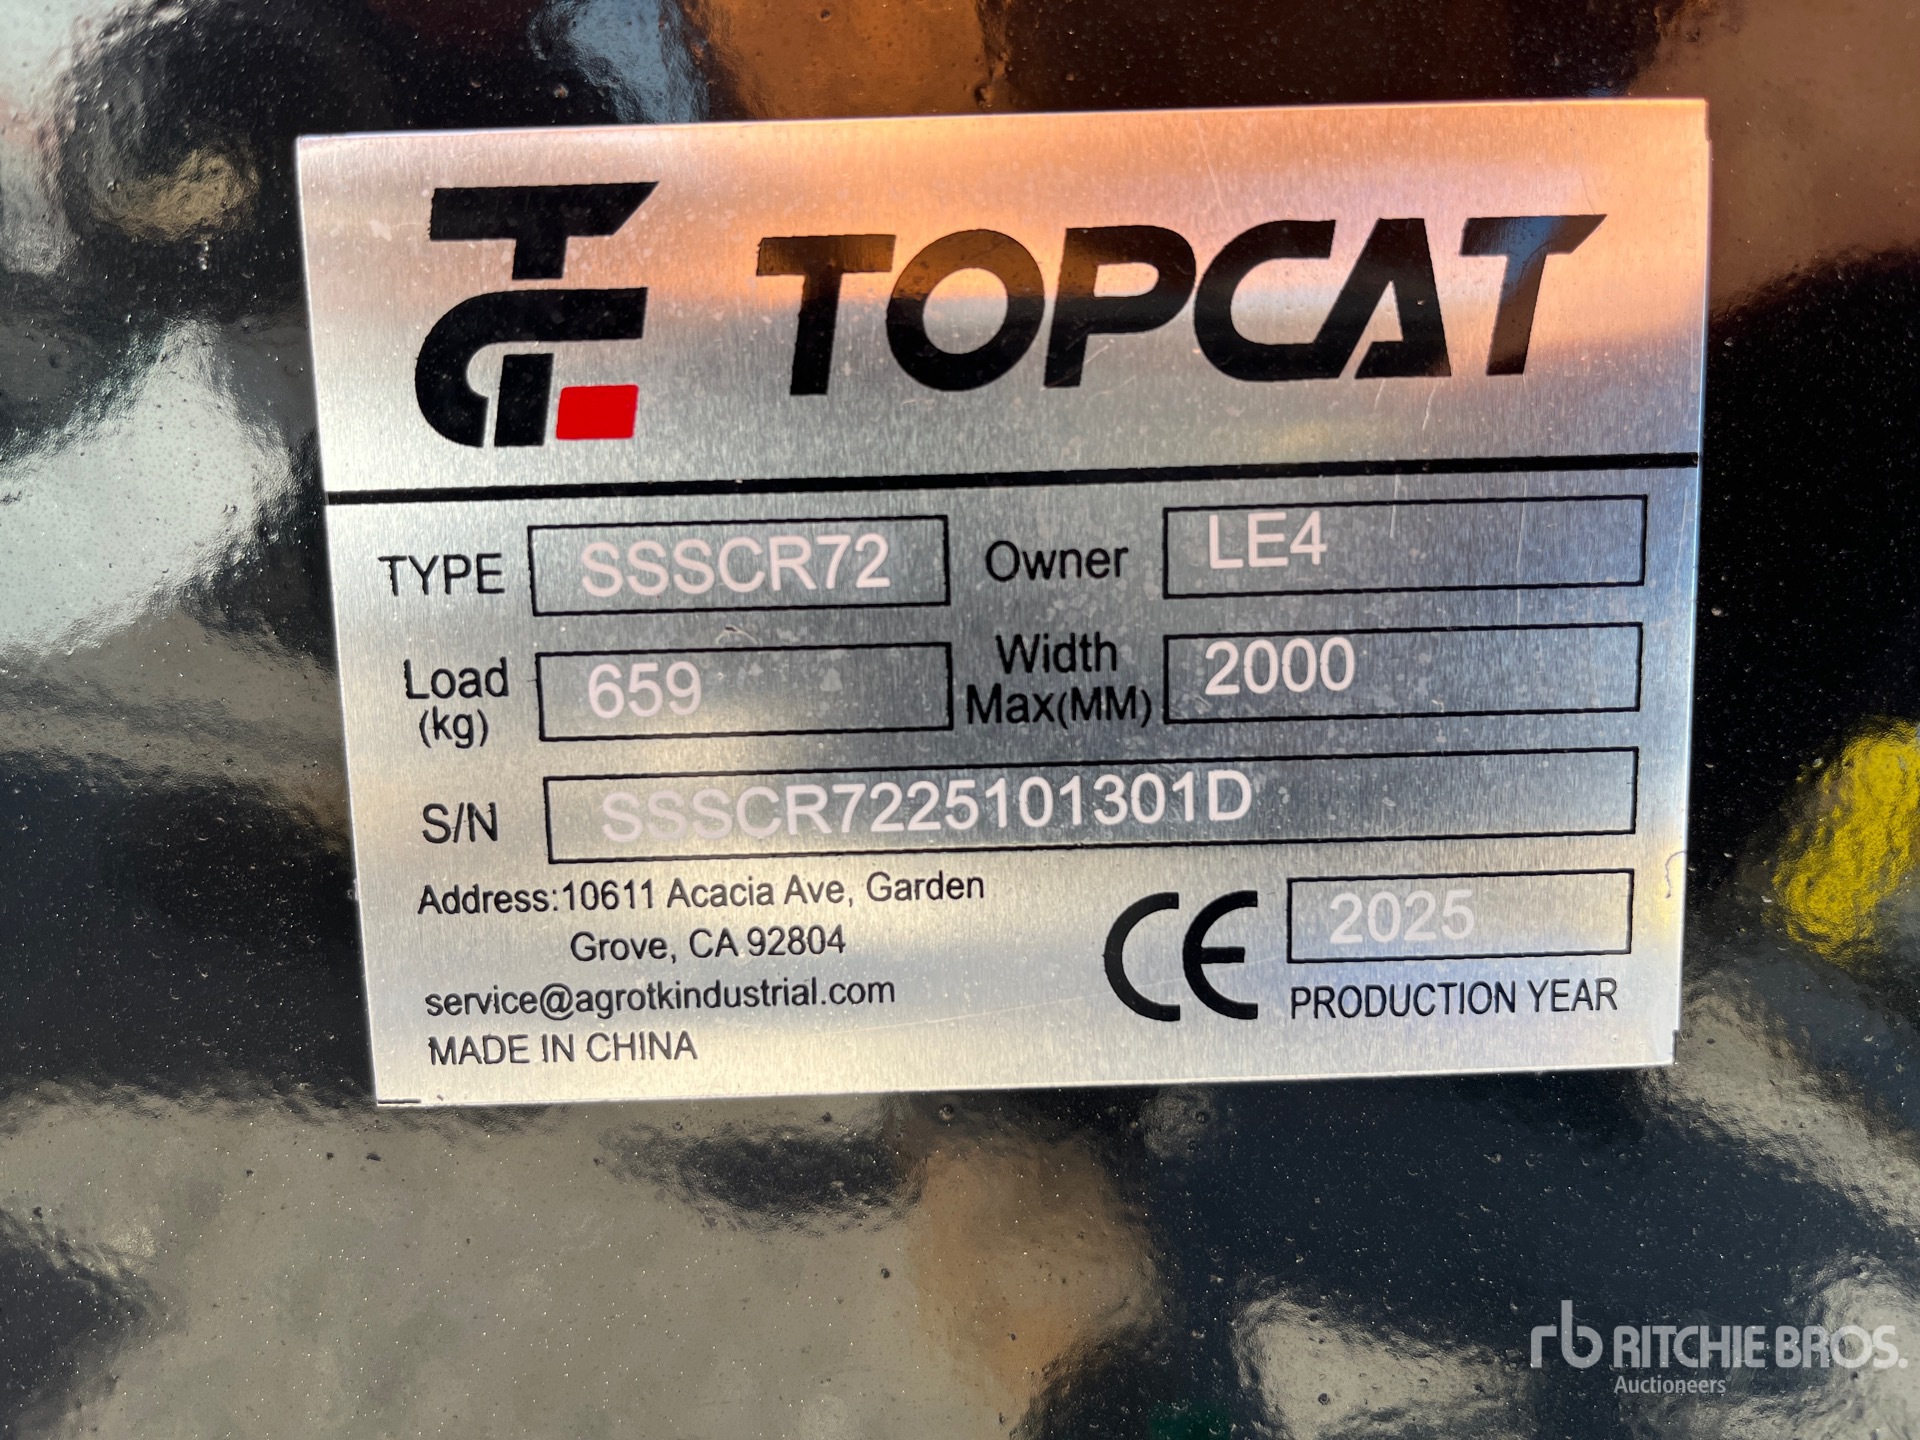 TOPCAT
TYPE SSSCR72 Owner LE4
Load (kg) 659 Width Max(MM) 2000
S/N SSSCR7225101301D
Address:10611 Acacia Ave, Garden
Grove, CA 92804
service@agrotkindustrial.com
MADE IN CHINA
CE 2025
PRODUCTION YEAR
rb RITCHIE BROS.
Auctioneers